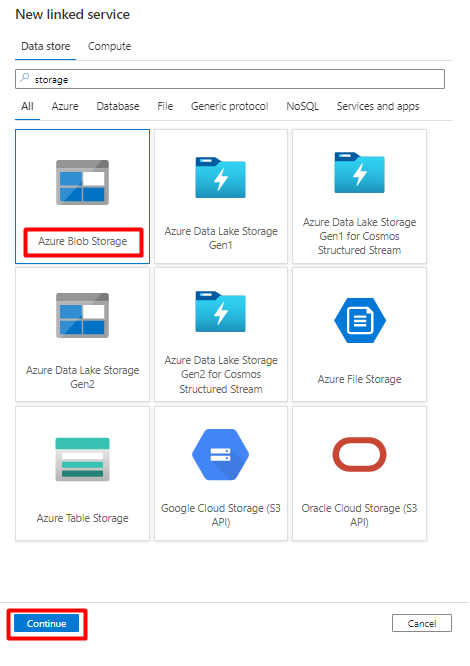 New linked service
Data store Compute
storage
All Azure Database File Generic protocol NoSQL Services and apps
Azure Blob Storage
Azure Data Lake Storage
Gen1
Azure Data Lake Storage
Gen1 for Cosmos
Structured Stream
Azure Data Lake Storage
Gen2
Azure Data Lake Storage
Gen2 for Cosmos
Structured Stream
Azure File Storage
Azure Table Storage
Google Cloud Storage (S3
API)
Oracle Cloud Storage (S3
API)
Continue Cancel